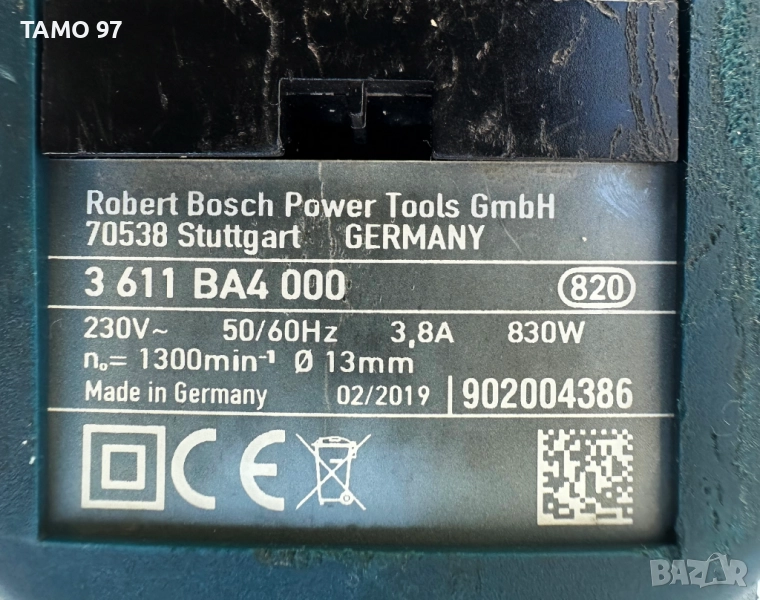 TAMO 97
Robert Bosch Power Tools GmbH
70538 Stuttgart GERMANY
3 611 BA4 000 820
230V~ 50/60Hz 3,8A 830W
n₀= 1300min⁻¹ Ø 13mm
Made in Germany 02/2019 902004386
CE
BAZAR